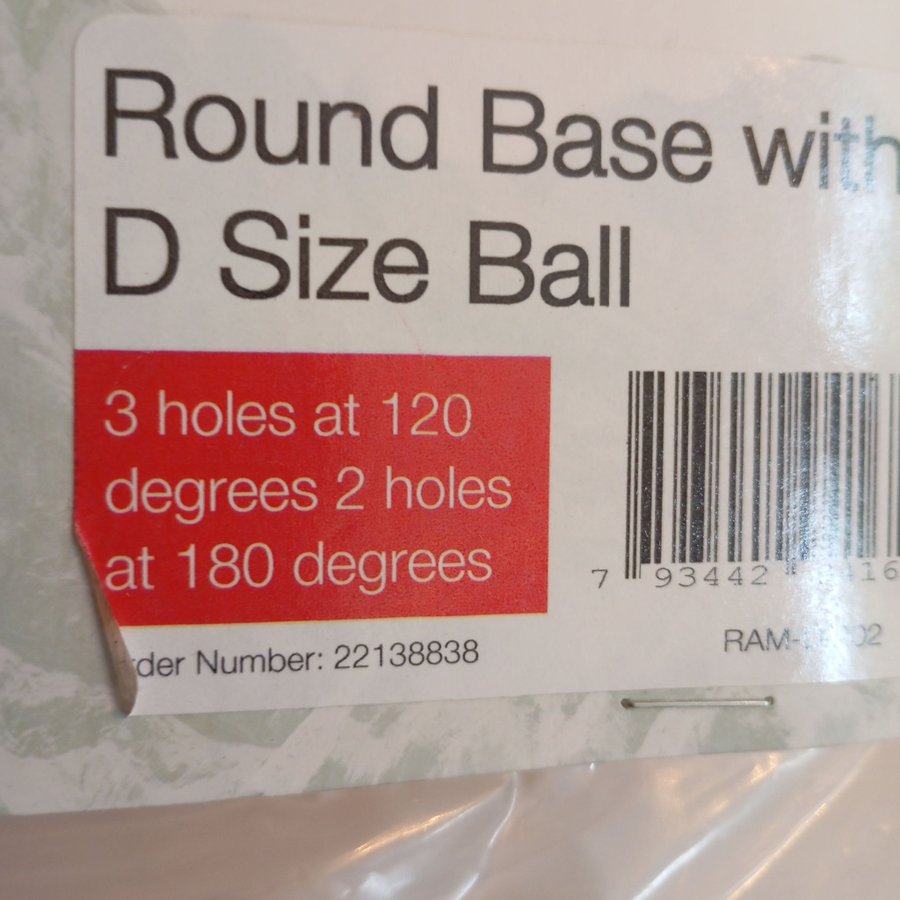 Round Base with
D Size Ball
3 holes at 120
degrees 2 holes
at 180 degrees
rder Number: 22138838
7 93442